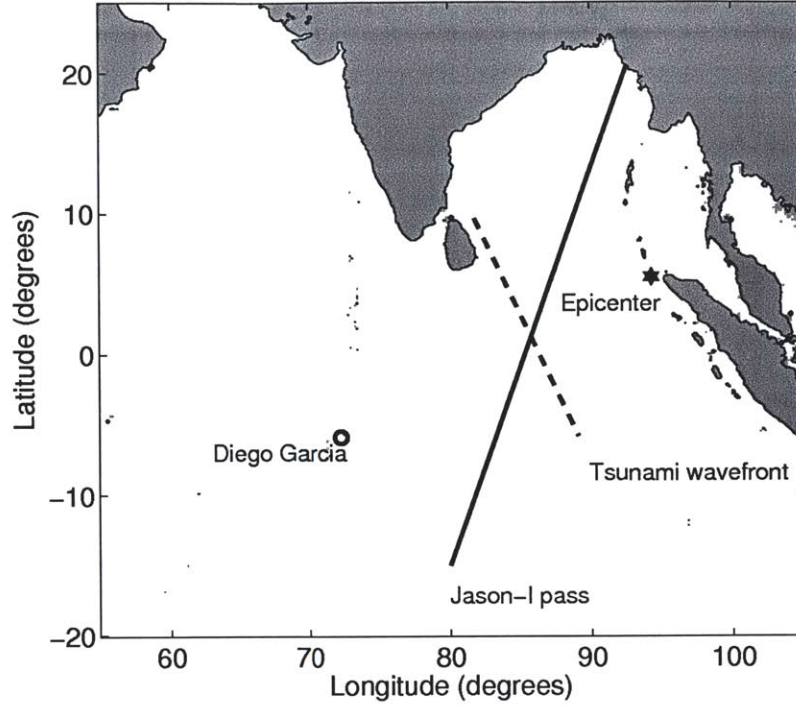 20
10
0
−10
−20
Latitude (degrees)
Epicenter
Diego Garcia
Tsunami wavefront
Jason−I pass
60
70
80
90
100
Longitude (degrees)